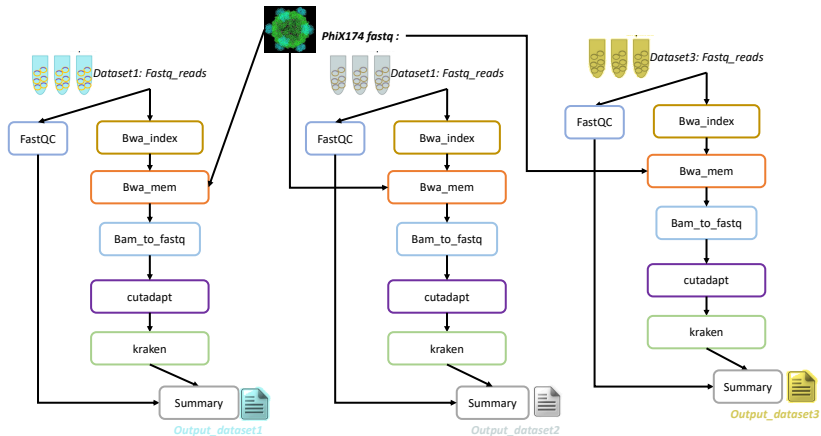 PhiX174 fastq :
Dataset1: Fastq_reads
FastQC
Bwa_index
Bwa_mem
Bam_to_fastq
cutadapt
kraken
Summary
Output_dataset1
Dataset1: Fastq_reads
FastQC
Bwa_index
Bwa_mem
Bam_to_fastq
cutadapt
kraken
Summary
Output_dataset2
Dataset3: Fastq_reads
FastQC
Bwa_index
Bwa_mem
Bam_to_fastq
cutadapt
kraken
Summary
Output_dataset3